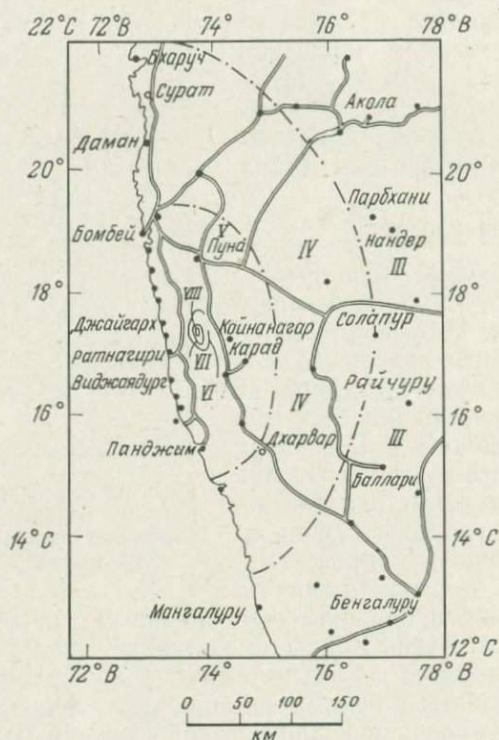 22°С 72°В 74° 76° 78°В
Бхаруч
Сурат
Акола
Даман
20° 20°
Парбхани
Нандер
Бомбей
V
Пуна
IV
III
18° 18°
VIII
Солапур
Джайгарх
Койнанагар
Ратнагири
VII
Карад
Виджаядург
VI
IV
Райчуру
16° 16°
Панджим
Дхарвар
III
Баллари
14°С 14°
Мангалуру
Бенгалуру
12°С
72°В 74° 76° 78°В
0 50 100 150
км